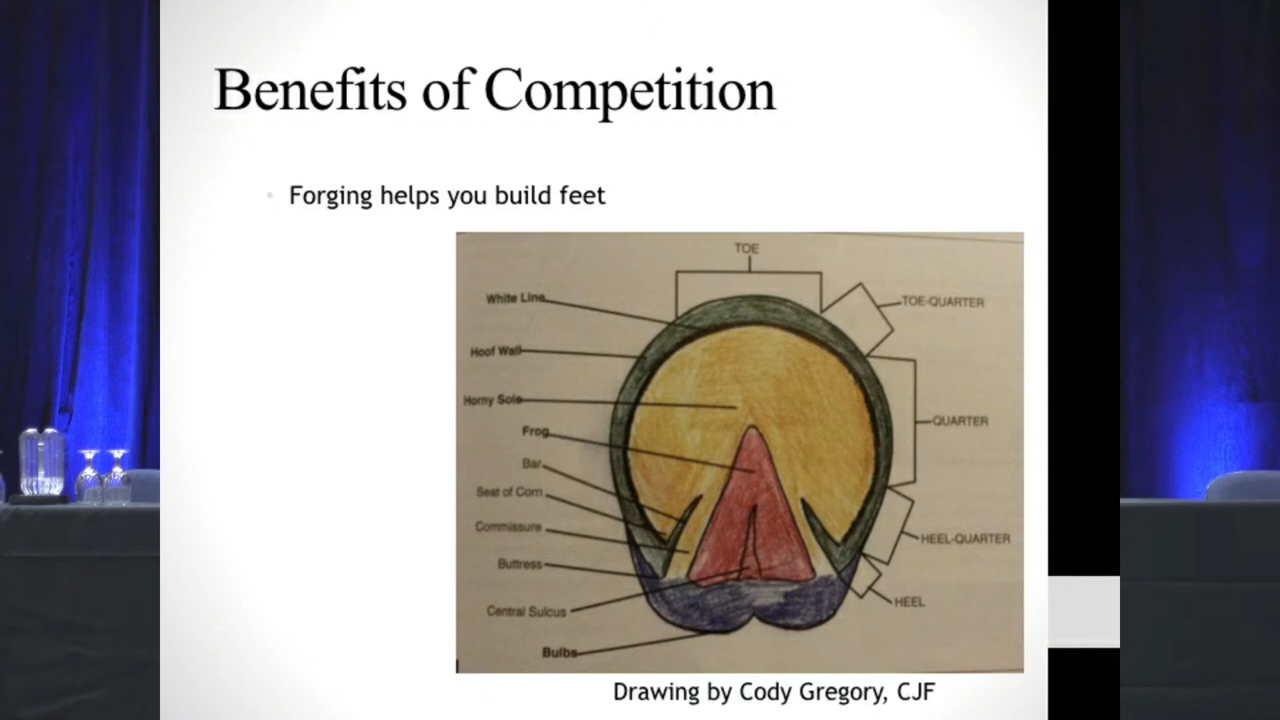 Benefits of Competition
Forging helps you build feet
TOE
White Line
TOE-QUARTER
Hoof Wall
Horny Sole
QUARTER
Frog
Bar
Seat of Corn
Commissure
HEEL-QUARTER
Buttress
HEEL
Central Sulcus
Bulbs
Drawing by Cody Gregory, CJF